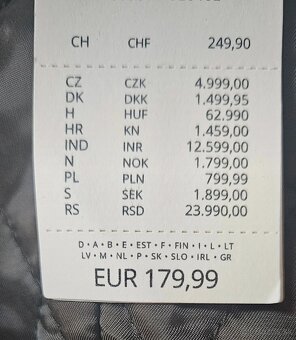 CH CHF 249,90
CZ CZK 4.999,00
DK DKK 1.499,95
H HUF 62.990
HR KN 1.459,00
IND INR 12.599,00
N NOK 1.799,00
PL PLN 799,99
S SEK 1.899,00
RS RSD 23.990,00
D • A • B • E • EST • F • FIN • I • L • LT
LV • M • NL • P • SK • SLO • IRL • GR
EUR 179,99